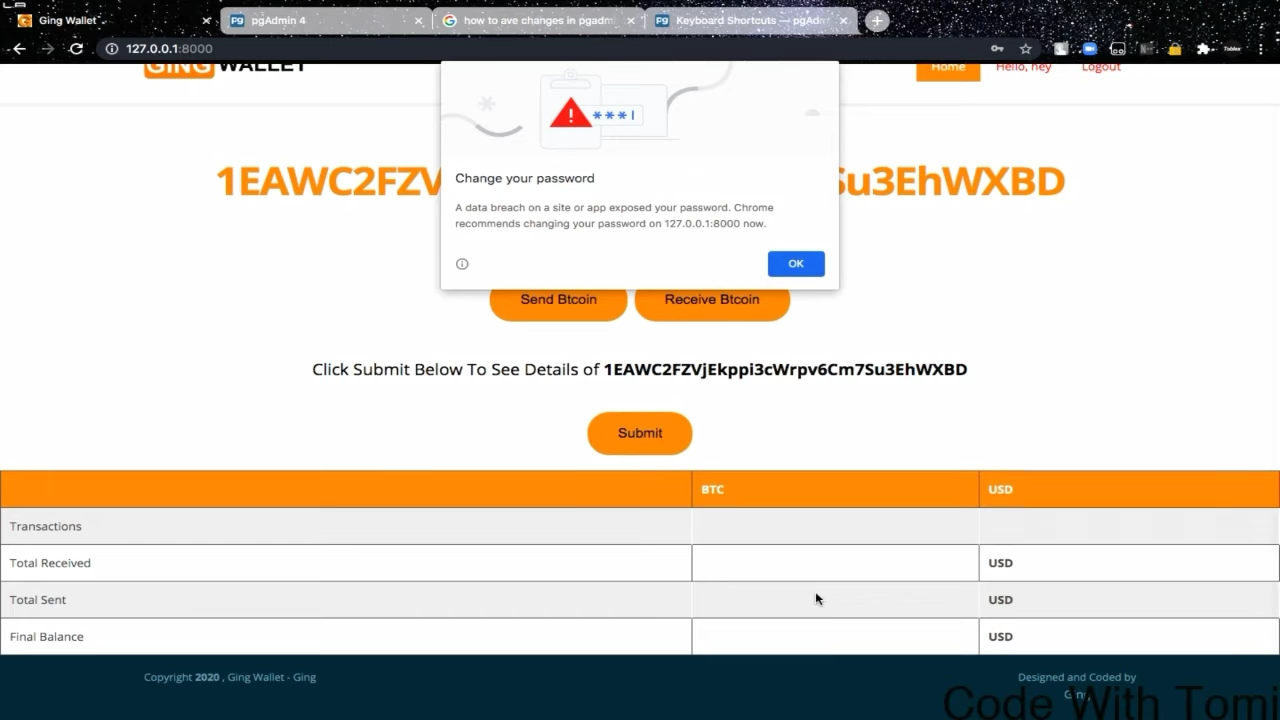 Ging Wallet
pgAdmin 4
how to ave changes in pgadm
Keyboard Shortcuts — pgAdm
127.0.0.1:8000
GING WALLET
Home
Hello, hey
Logout
Change your password
A data breach on a site or app exposed your password. Chrome
recommends changing your password on 127.0.0.1:8000 now.
OK
1EAWC2FZV
Su3EhWXBD
Send Btcoin
Receive Btcoin
Click Submit Below To See Details of 1EAWC2FZVjEkppi3cWrpv6Cm7Su3EhWXBD
Submit
BTC USD
Transactions
Total Received USD
Total Sent USD
Final Balance USD
Copyright 2020 , Ging Wallet - Ging
Designed and Coded by
Ging
Code With Tomi